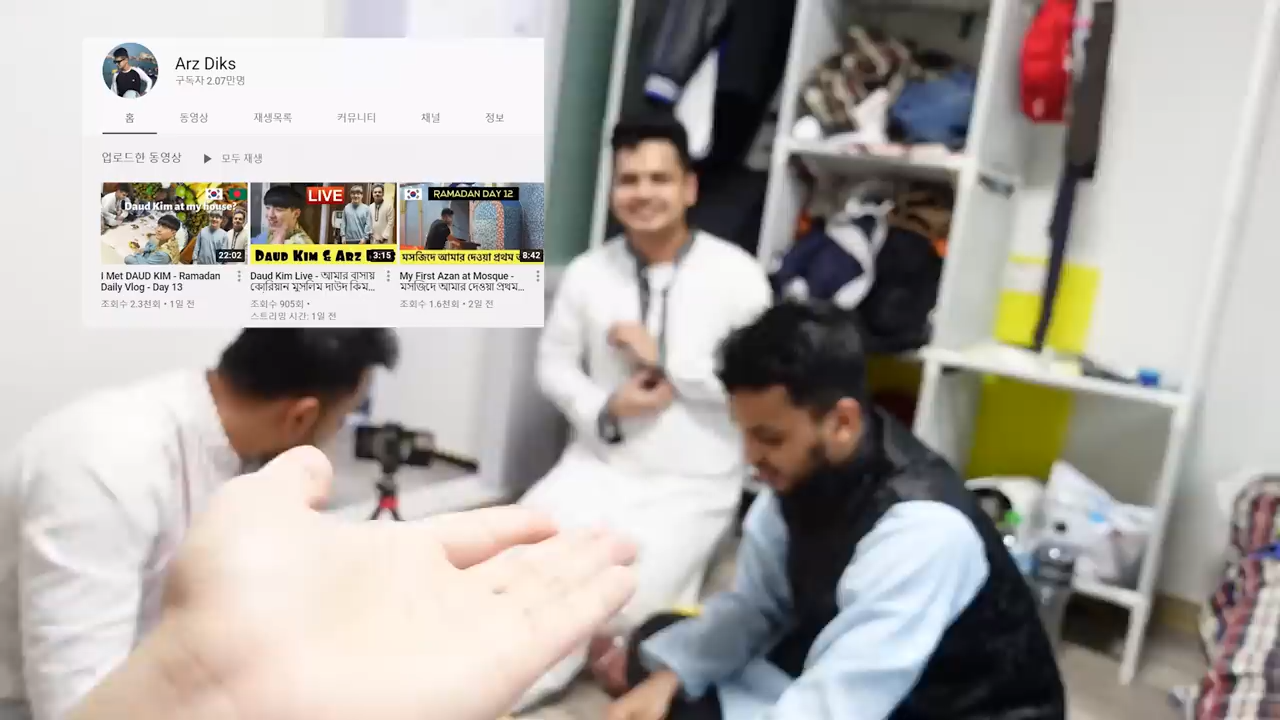 Arz Diks
구독자 2.07만명
홈 동영상 재생목록 커뮤니티 채널 정보
업로드한 동영상 모두 재생
Daud Kim at my house?
22:02
LIVE
DAUD KIM & ARZ
3:15
RAMADAN DAY 12
মসজিদে আমার দেওয়া প্রথম
8:42
I Met DAUD KIM - Ramadan
Daily Vlog - Day 13
조회수 2.3천회 • 1일 전
Daud Kim Live - আমার বাসায়
কোরিয়ান মুসলিম দাউদ কিম...
조회수 905회 •
스트리밍 시간: 1일 전
My First Azan at Mosque -
মসজিদে আমার দেওয়া প্রথম...
조회수 1.6천회 • 2일 전